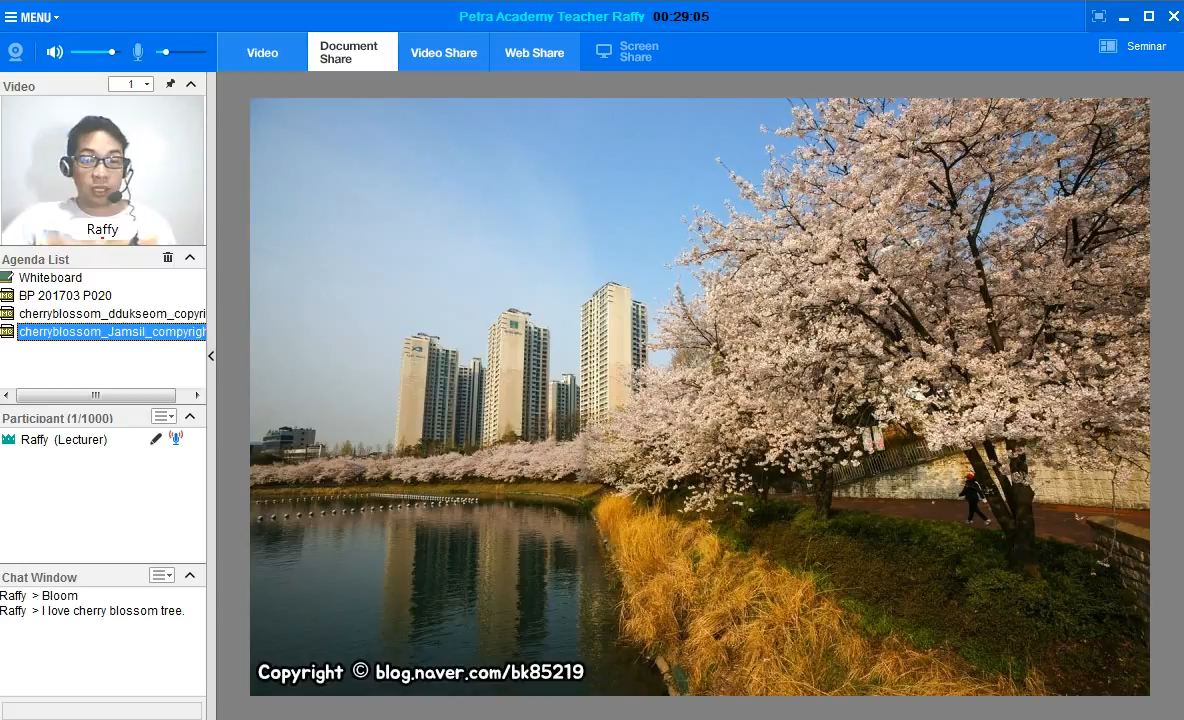 MENU
Petra Academy Teacher Raffy 00:29:05
Video
Document
Share
Video Share
Web Share
Screen
Share
Seminar
Video
1
Raffy
Agenda List
Whiteboard
BP 201703 P020
cherryblossom_ddukseom_copyri
cherryblossom_Jamsil_compyrigh
Participant (1/1000)
Raffy (Lecturer)
Chat Window
Raffy > Bloom
Raffy > I love cherry blossom tree.
Copyright © blog.naver.com/bk85219